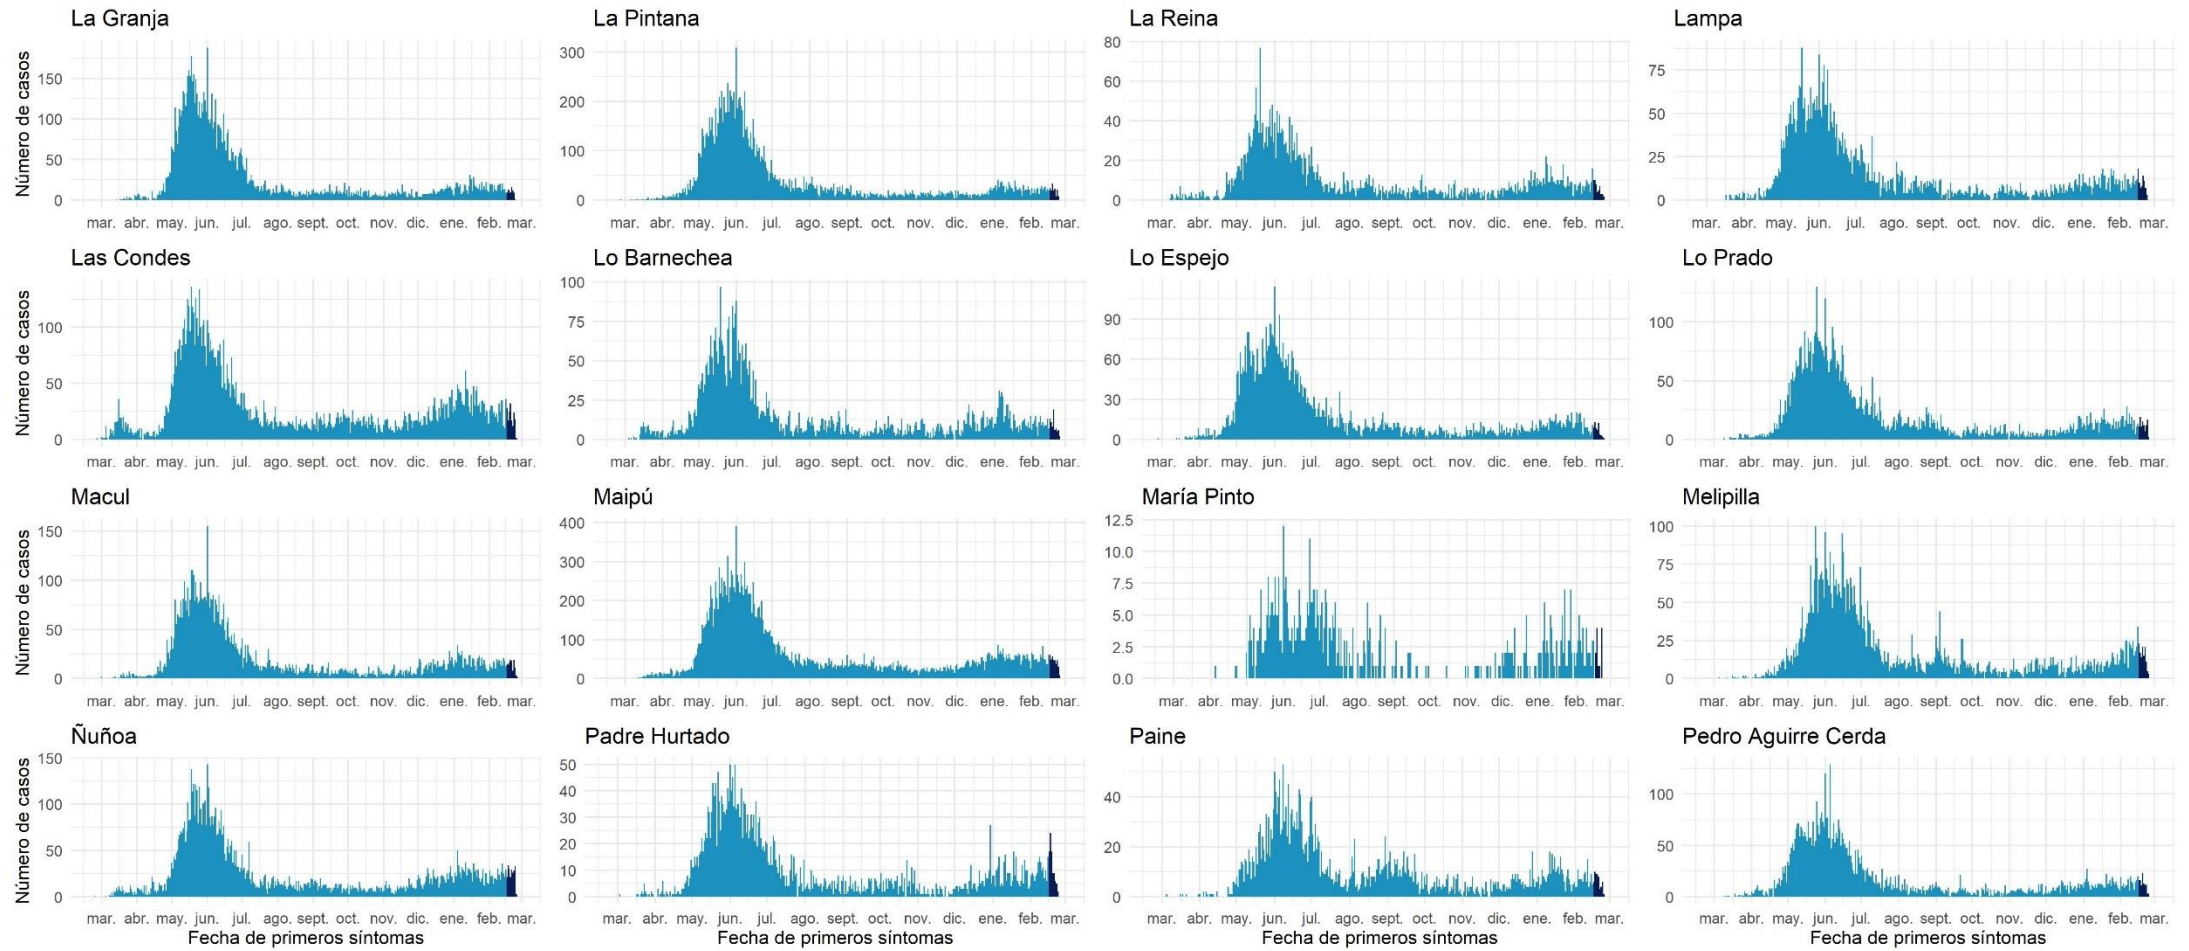 La Granja
Número de casos
150
100
50
0
mar. abr. may. jun. jul. ago. sept. oct. nov. dic. ene. feb. mar.
La Pintana
300
200
100
0
mar. abr. may. jun. jul. ago. sept. oct. nov. dic. ene. feb. mar.
La Reina
80
60
40
20
0
mar. abr. may. jun. jul. ago. sept. oct. nov. dic. ene. feb. mar.
Lampa
75
50
25
0
mar. abr. may. jun. jul. ago. sept. oct. nov. dic. ene. feb. mar.
Las Condes
Número de casos
100
50
0
mar. abr. may. jun. jul. ago. sept. oct. nov. dic. ene. feb. mar.
Lo Barnechea
100
75
50
25
0
mar. abr. may. jun. jul. ago. sept. oct. nov. dic. ene. feb. mar.
Lo Espejo
90
60
30
0
mar. abr. may. jun. jul. ago. sept. oct. nov. dic. ene. feb. mar.
Lo Prado
100
50
0
mar. abr. may. jun. jul. ago. sept. oct. nov. dic. ene. feb. mar.
Macul
Número de casos
150
100
50
0
mar. abr. may. jun. jul. ago. sept. oct. nov. dic. ene. feb. mar.
Maipú
400
300
200
100
0
mar. abr. may. jun. jul. ago. sept. oct. nov. dic. ene. feb. mar.
María Pinto
12.5
10.0
7.5
5.0
2.5
0.0
mar. abr. may. jun. jul. ago. sept. oct. nov. dic. ene. feb. mar.
Melipilla
100
75
50
25
0
mar. abr. may. jun. jul. ago. sept. oct. nov. dic. ene. feb. mar.
Ñuñoa
Número de casos
150
100
50
0
mar. abr. may. jun. jul. ago. sept. oct. nov. dic. ene. feb. mar.
Fecha de primeros síntomas
Padre Hurtado
50
40
30
20
10
0
mar. abr. may. jun. jul. ago. sept. oct. nov. dic. ene. feb. mar.
Fecha de primeros síntomas
Paine
40
20
0
mar. abr. may. jun. jul. ago. sept. oct. nov. dic. ene. feb. mar.
Fecha de primeros síntomas
Pedro Aguirre Cerda
100
50
0
mar. abr. may. jun. jul. ago. sept. oct. nov. dic. ene. feb. mar.
Fecha de primeros síntomas